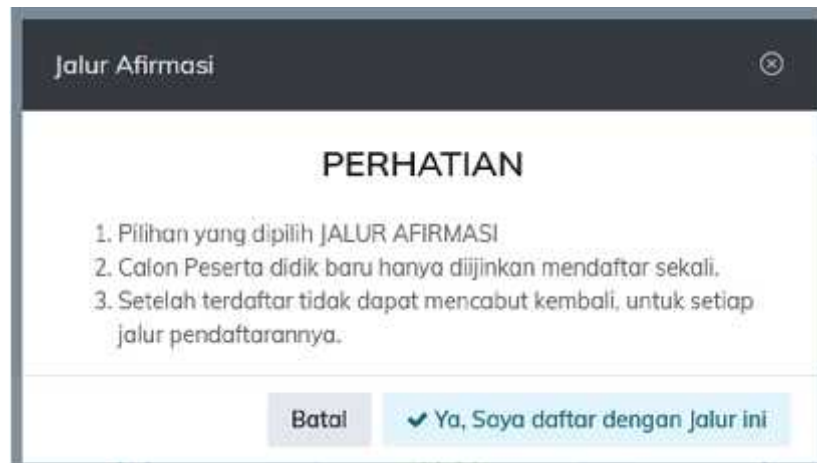 Jalur Afirmasi
PERHATIAN
1. Pilihan yang dipilih JALUR AFIRMASI
2. Calon Peserta didik baru hanya diijinkan mendaftar sekali.
3. Setelah terdaftar tidak dapat mencabut kembali, untuk setiap
jalur pendaftarannya.
Batal
✔ Ya, Saya daftar dengan Jalur ini